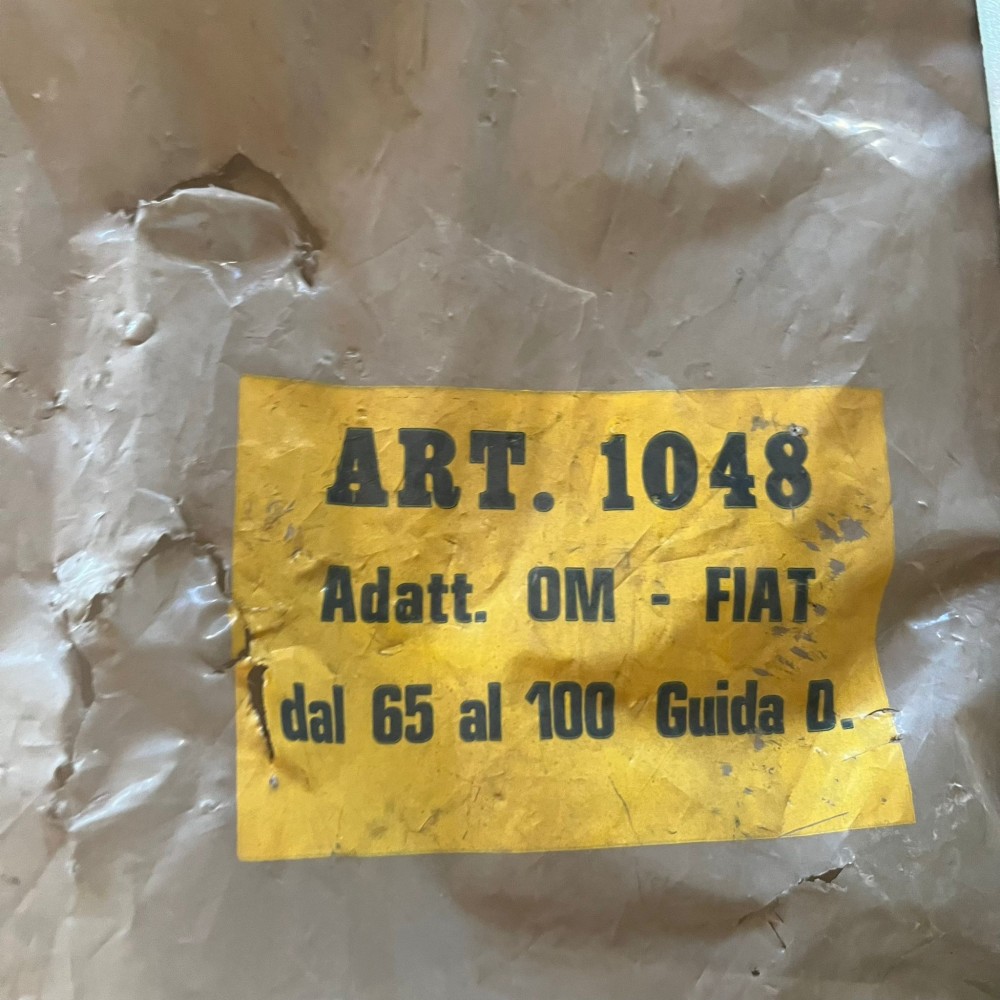 ART. 1048
Adatt. OM - FIAT
dal 65 al 100 Guida D.